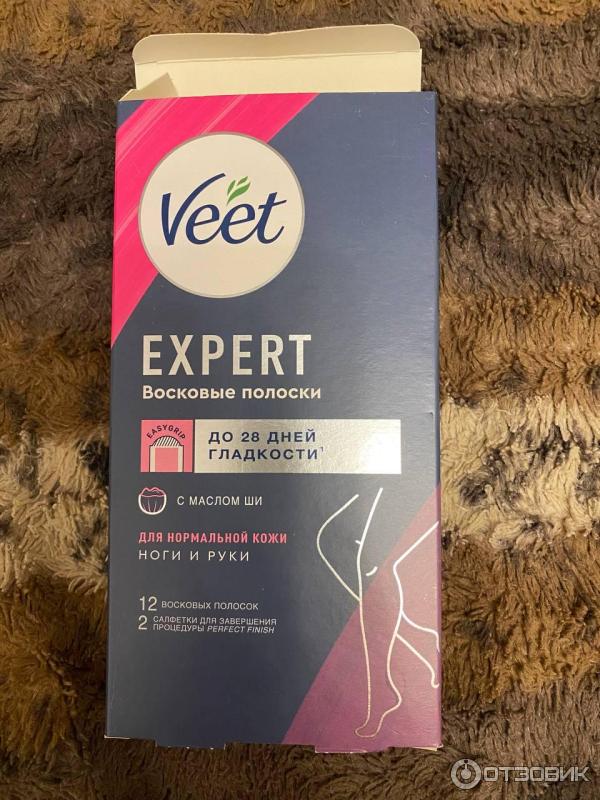 Veet
EXPERT
Восковые полоски
EASYGRIP
ДО 28 ДНЕЙ
ГЛАДКОСТИ¹
С МАСЛОМ ШИ
ДЛЯ НОРМАЛЬНОЙ КОЖИ
НОГИ И РУКИ
12 ВОСКОВЫХ ПОЛОСОК
2 САЛФЕТКИ ДЛЯ ЗАВЕРШЕНИЯ
ПРОЦЕДУРЫ PERFECT FINISH
ОТЗОВИК